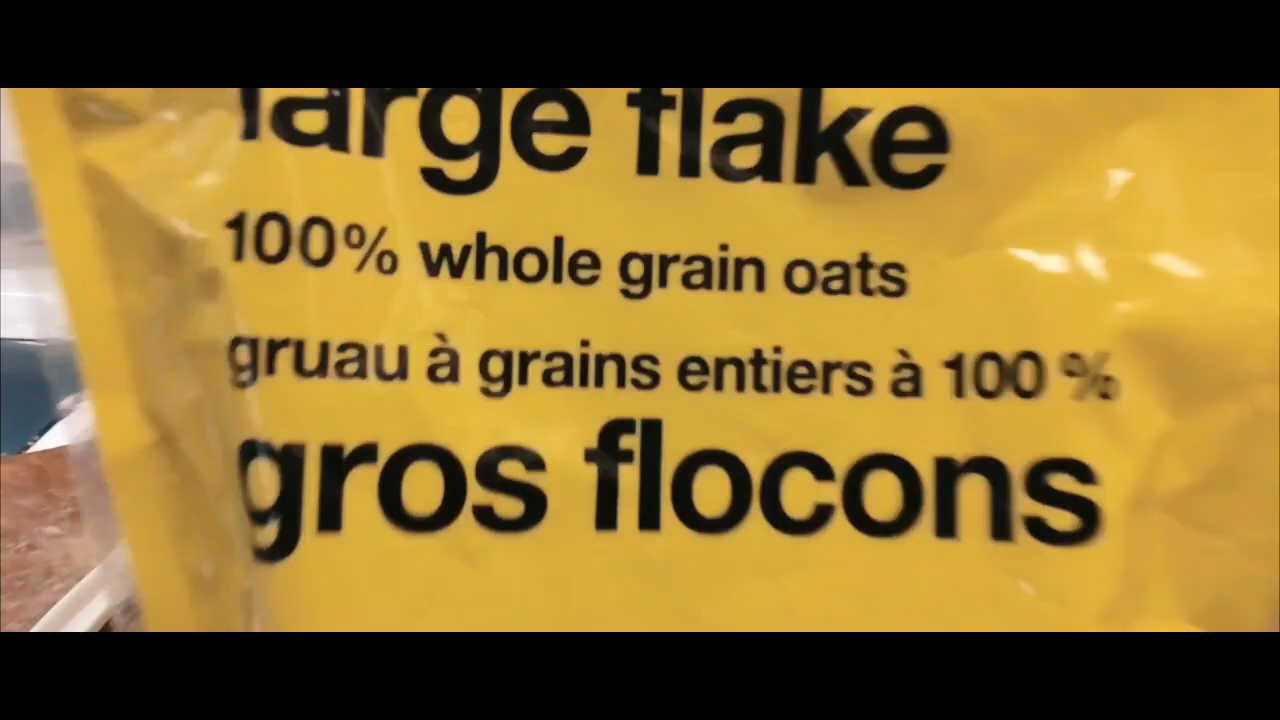 large flake
100% whole grain oats
gruau à grains entiers à 100 %
gros flocons